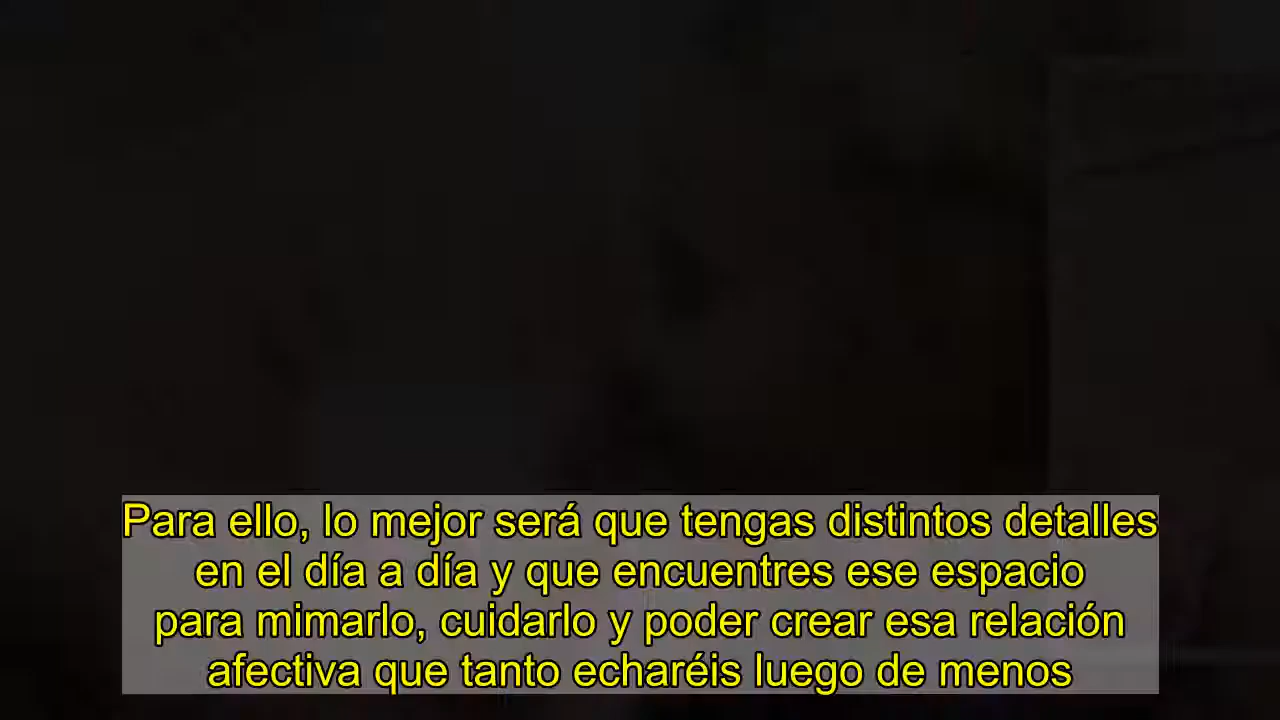 Para ello, lo mejor será que tengas distintos detalles
en el día a día y que encuentres ese espacio
para mimarlo, cuidarlo y poder crear esa relación
afectiva que tanto echaréis luego de menos